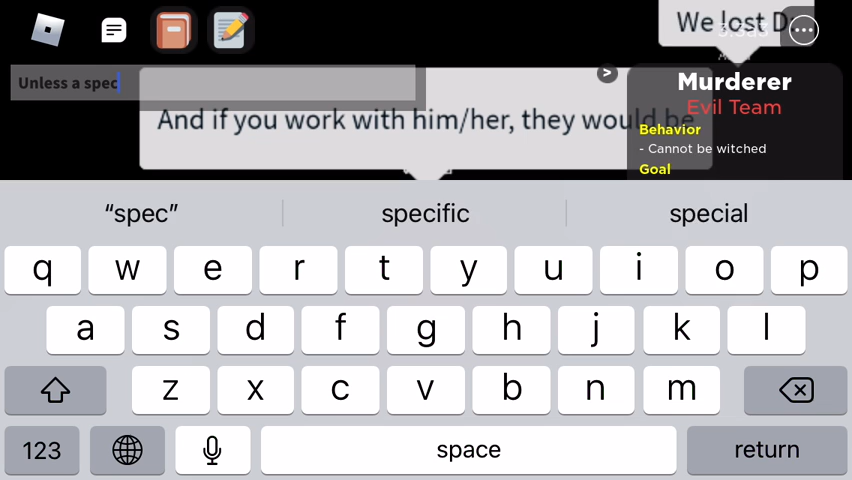 We lost D
Unless a spec
And if you work with him/her, they would be
Murderer
Evil Team
Behavior
- Cannot be witched
Goal
“spec”
specific
special
q w e r t y u i o p
a s d f g h j k l
z x c v b n m
123
space
return